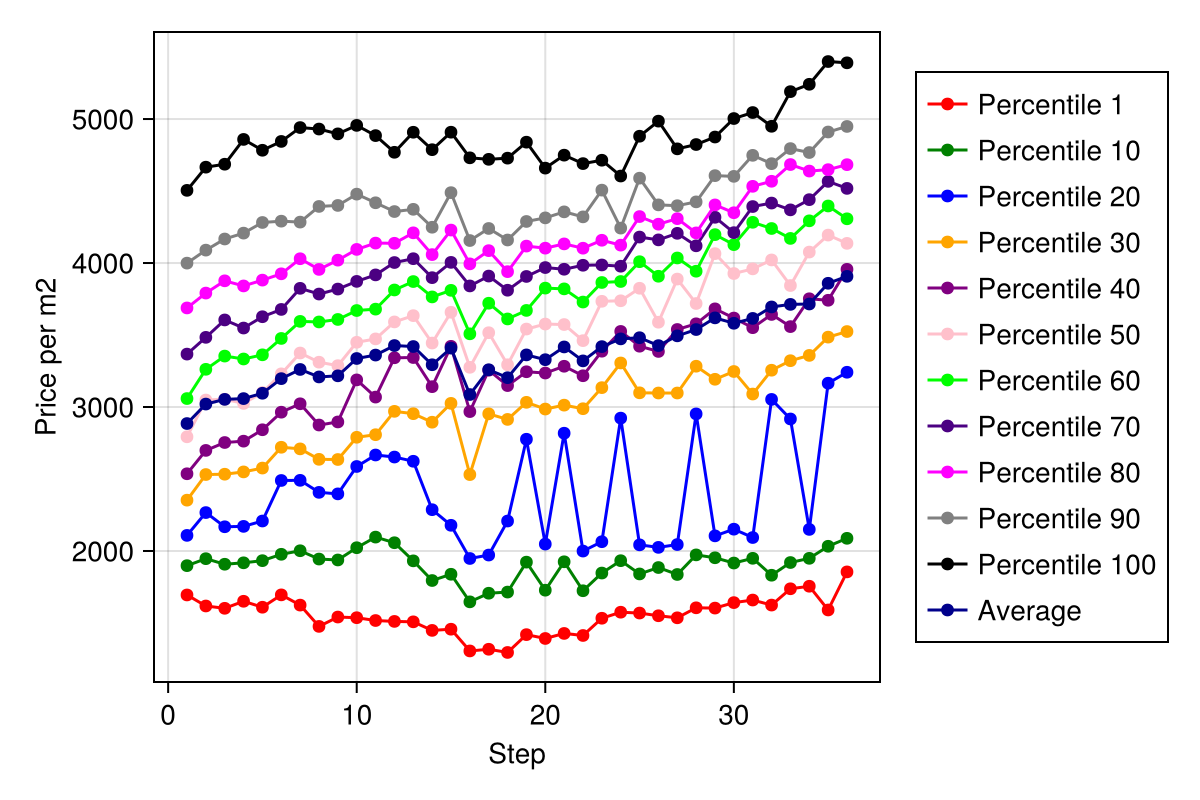 Price per m2
5000
4000
3000
2000
0
10
20
30
Step
Percentile 1
Percentile 10
Percentile 20
Percentile 30
Percentile 40
Percentile 50
Percentile 60
Percentile 70
Percentile 80
Percentile 90
Percentile 100
Average